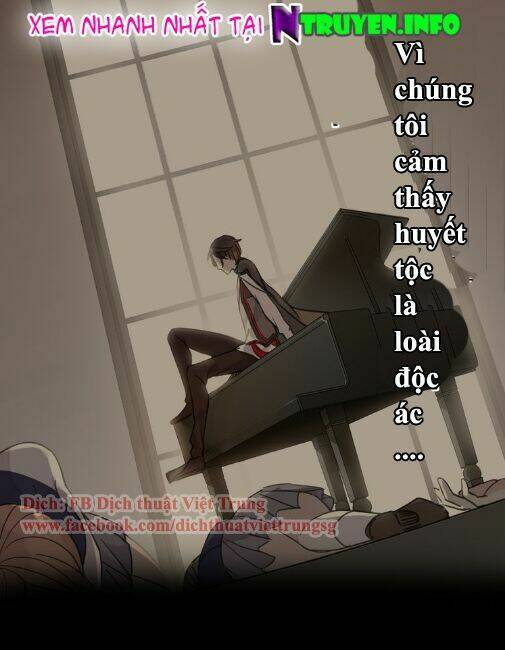 XEM NHANH NHẤT TẠI NTRUYEN.INFO
Vì
chúng
tôi
cảm
thấy
huyết
tộc
là
loài
độc
ác
....
Dịch: FB Dịch thuật Việt Trung
www.facebook.com/dichthuatviettrungsg